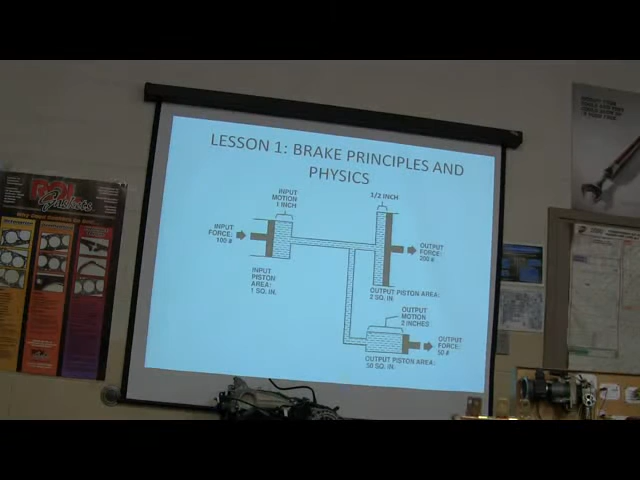 LESSON 1: BRAKE PRINCIPLES AND
PHYSICS
INPUT
MOTION
1 INCH
1/2 INCH
INPUT
FORCE:
100 #
OUTPUT
FORCE:
200 #
INPUT
PISTON
AREA:
1 SQ. IN.
OUTPUT PISTON AREA:
2 SQ. IN.
OUTPUT
MOTION
2 INCHES
OUTPUT
FORCE:
50 #
OUTPUT PISTON AREA:
50 SQ. IN.
Gaskets